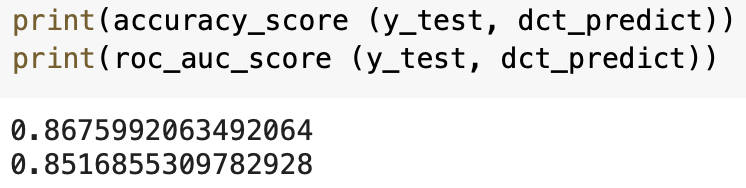 print(accuracy_score (y_test, dct_predict))
print(roc_auc_score (y_test, dct_predict))
0.8675992063492064
0.8516855309782928